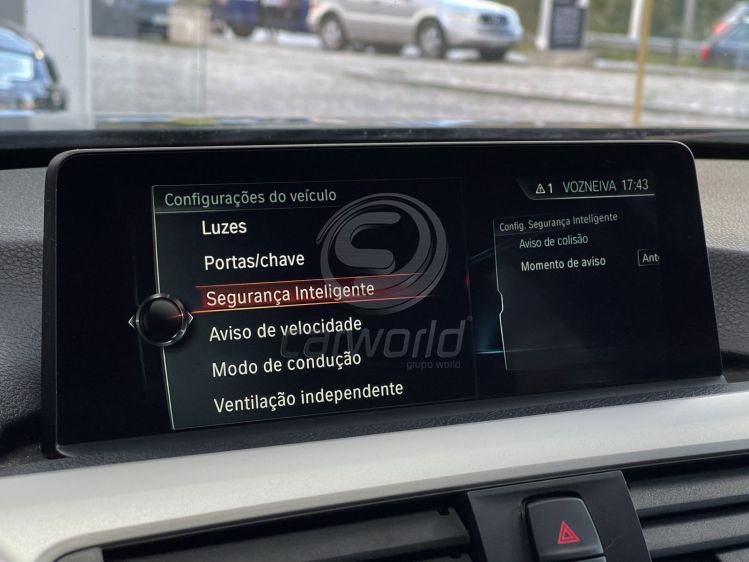 Configurações do veículo
Luzes
Portas/chave
Segurança Inteligente
Aviso de velocidade
Modo de condução
Ventilação independente
1 VOZNEIVA 17:43
Config. Segurança Inteligente
Aviso de colisão
Momento de aviso Ant
carworld
grupo world